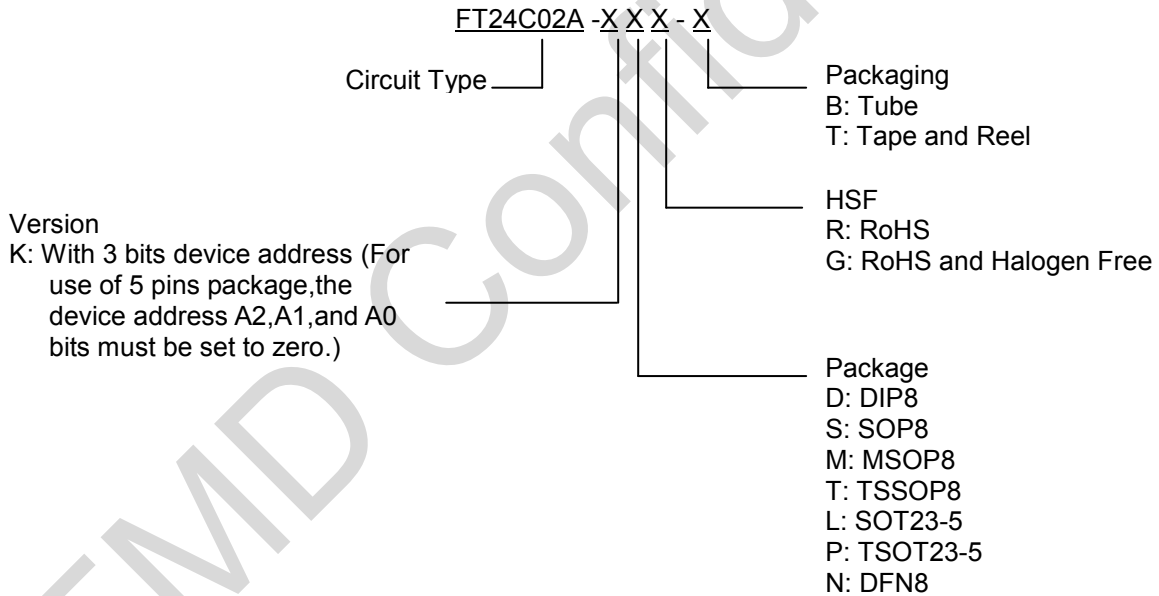 FT24C02A -X X X - X
Circuit Type
Packaging
B: Tube
T: Tape and Reel
HSF
R: RoHS
G: RoHS and Halogen Free
Version
K: With 3 bits device address (For
use of 5 pins package,the
device address A2,A1,and A0
bits must be set to zero.)
Package
D: DIP8
S: SOP8
M: MSOP8
T: TSSOP8
L: SOT23-5
P: TSOT23-5
N: DFN8